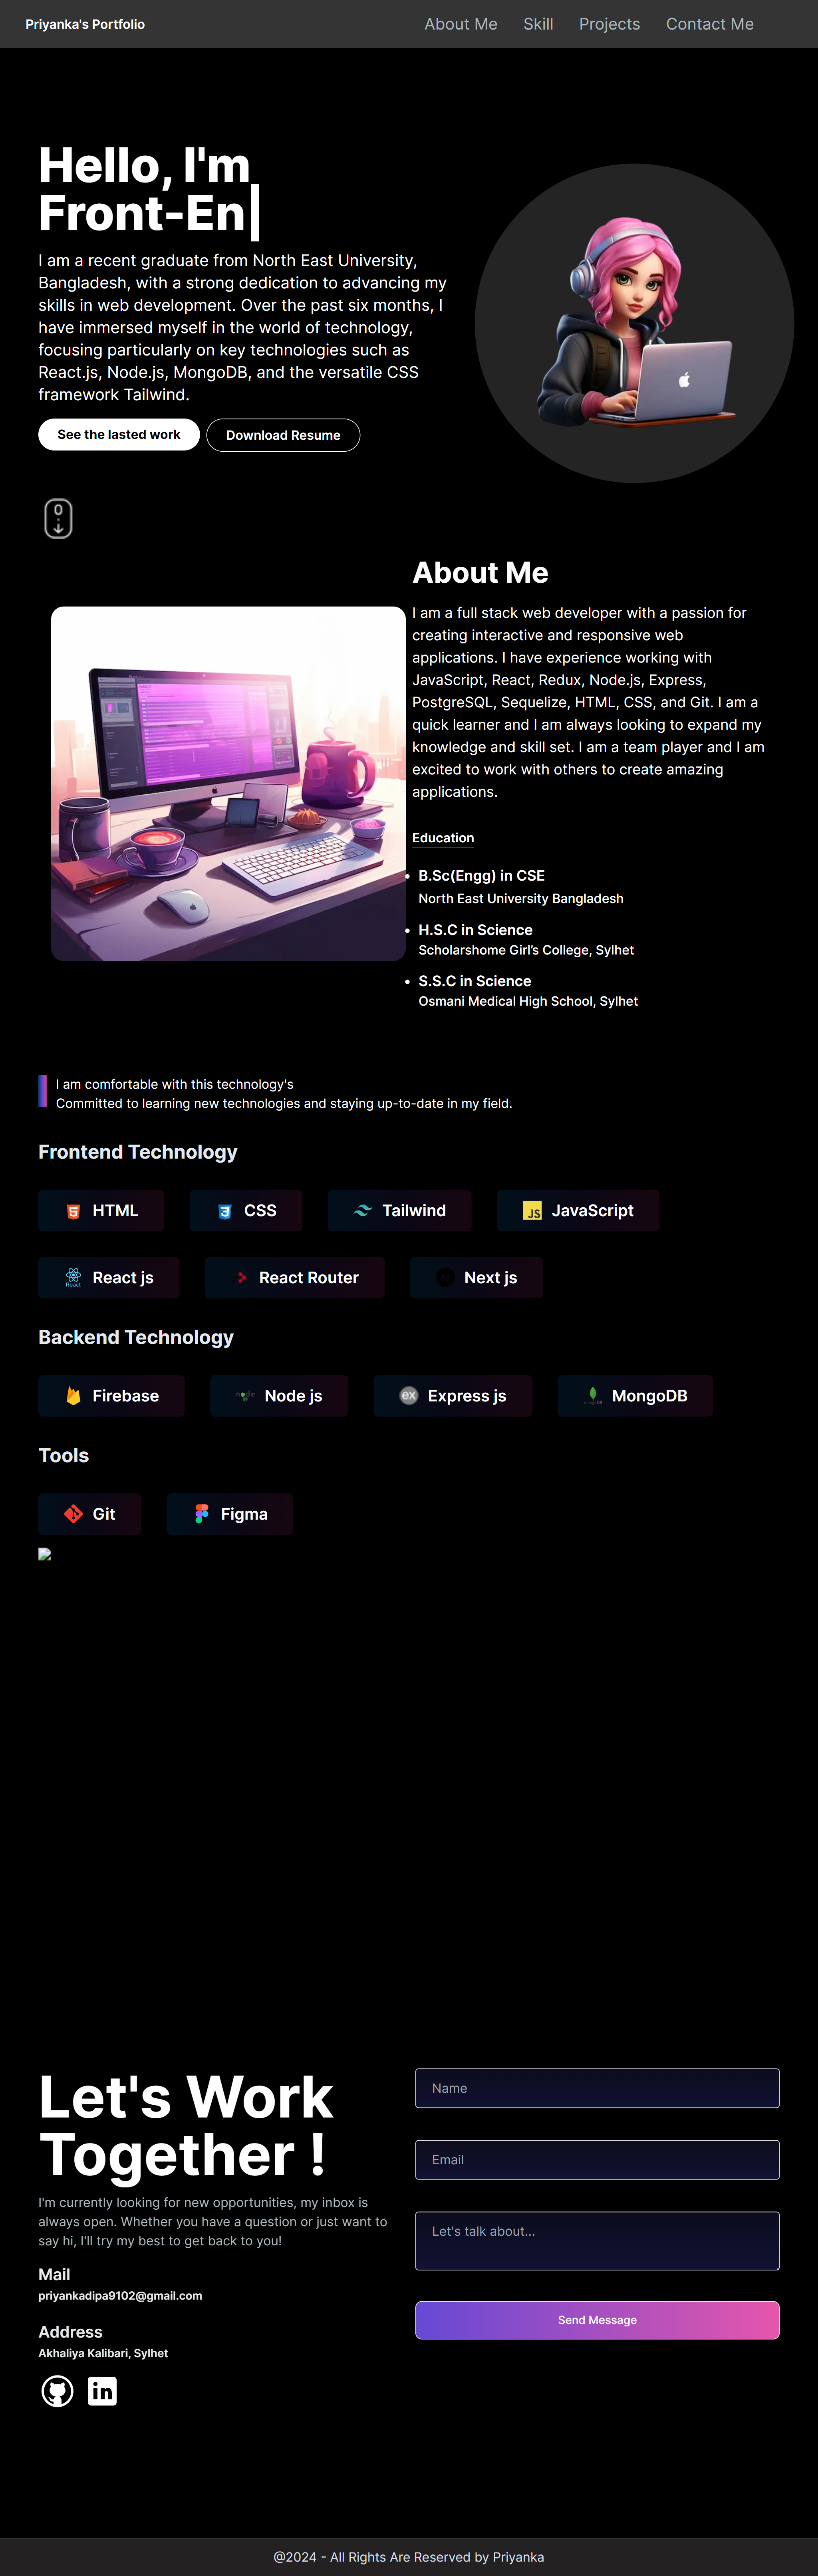 Priyanka's Portfolio
About Me
Skill
Projects
Contact Me
Hello, I'm
Front-En|
I am a recent graduate from North East University,
Bangladesh, with a strong dedication to advancing my
skills in web development. Over the past six months, I
have immersed myself in the world of technology,
focusing particularly on key technologies such as
React.js, Node.js, MongoDB, and the versatile CSS
framework Tailwind.
See the lasted work
Download Resume
About Me
I am a full stack web developer with a passion for
creating interactive and responsive web
applications. I have experience working with
JavaScript, React, Redux, Node.js, Express,
PostgreSQL, Sequelize, HTML, CSS, and Git. I am a
quick learner and I am always looking to expand my
knowledge and skill set. I am a team player and I am
excited to work with others to create amazing
applications.
Education
B.Sc(Engg) in CSE
North East University Bangladesh
H.S.C in Science
Scholarshome Girl's College, Sylhet
S.S.C in Science
Osmani Medical High School, Sylhet
I am comfortable with this technology's
Committed to learning new technologies and staying up-to-date in my field.
Frontend Technology
HTML
CSS
Tailwind
JS
JavaScript
React
React js
React Router
Next js
Backend Technology
Firebase
node
Node js
ex
Express js
MongoDB
Tools
Git
Figma
Let's Work
Together !
I'm currently looking for new opportunities, my inbox is
always open. Whether you have a question or just want to
say hi, I'll try my best to get back to you!
Mail
priyankadipa9102@gmail.com
Address
Akhaliya Kalibari, Sylhet
in
Name
Email
Let's talk about...
Send Message
@2024 - All Rights Are Reserved by Priyanka